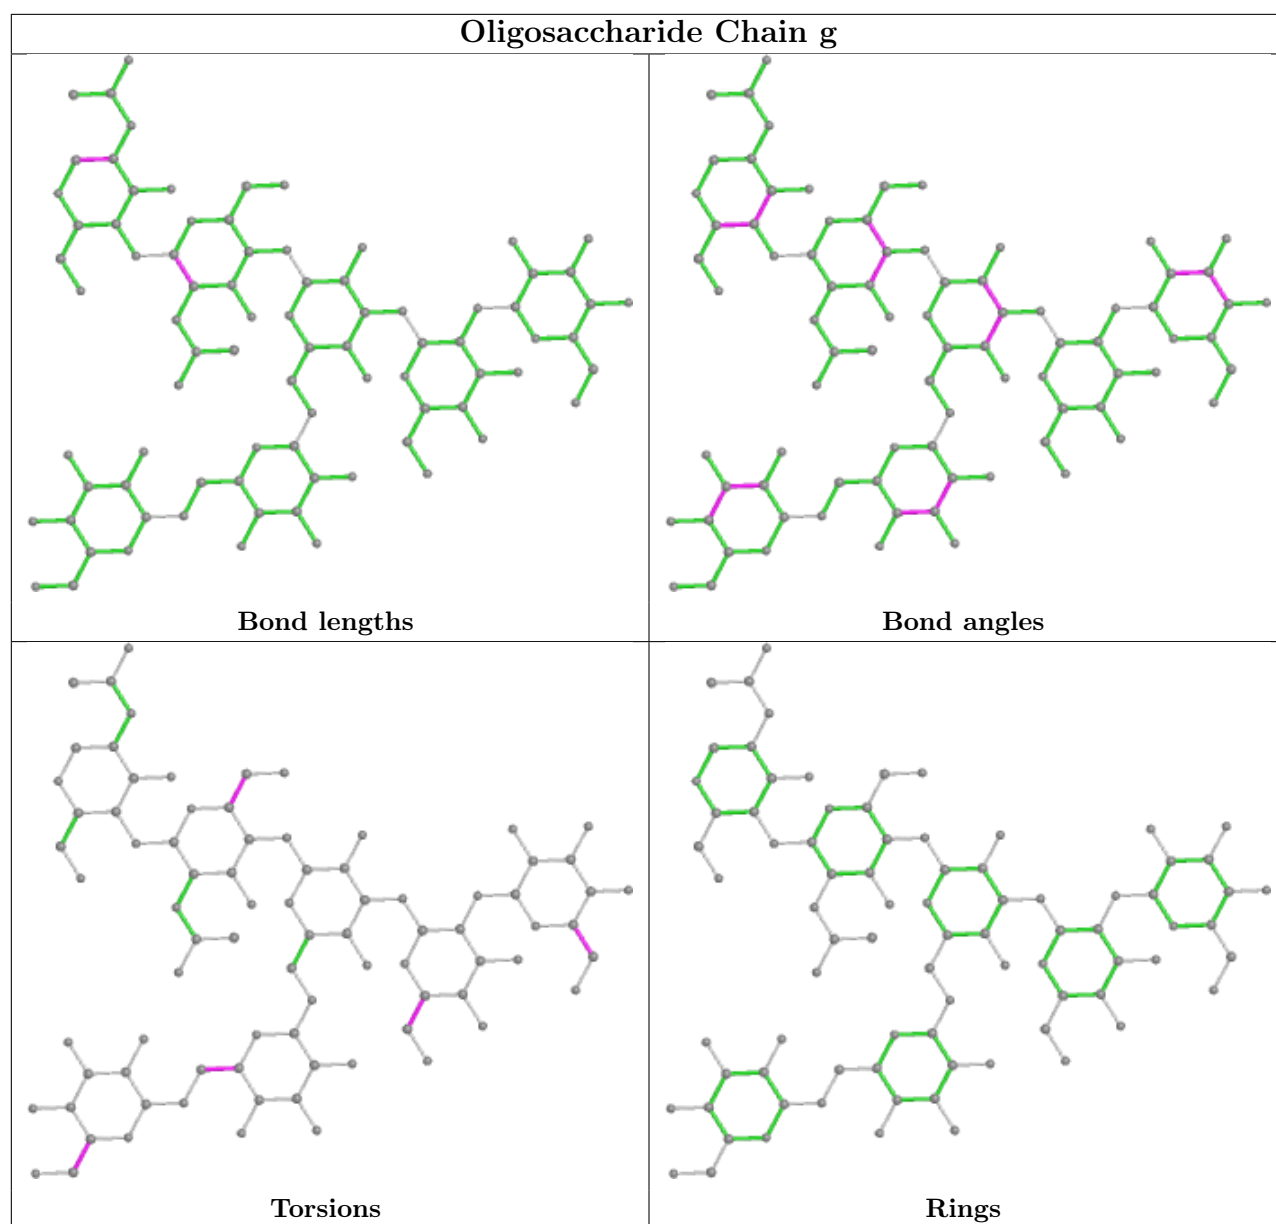 Oligosaccharide Chain g
Bond lengths
Bond angles
Torsions
Rings